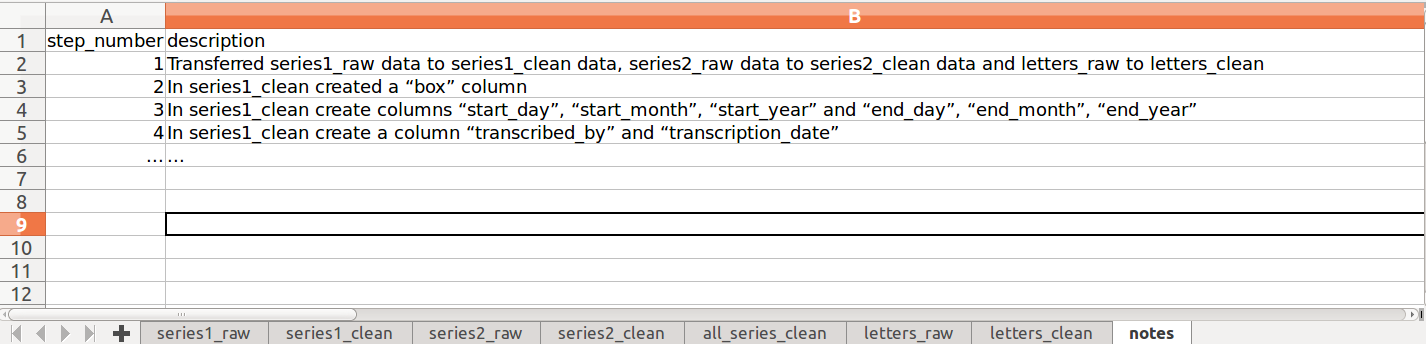 A B
1 step_number description
2 1 Transferred series1_raw data to series1_clean data, series2_raw data to series2_clean data and letters_raw to letters_clean
3 2 In series1_clean created a “box” column
4 3 In series1_clean create columns “start_day”, “start_month”, “start_year” and “end_day”, “end_month”, “end_year”
5 4 In series1_clean create a column “transcribed_by” and “transcription_date”
6 ... ...
7
8
9
10
11
12
series1_raw series1_clean series2_raw series2_clean all_series_clean letters_raw letters_clean notes